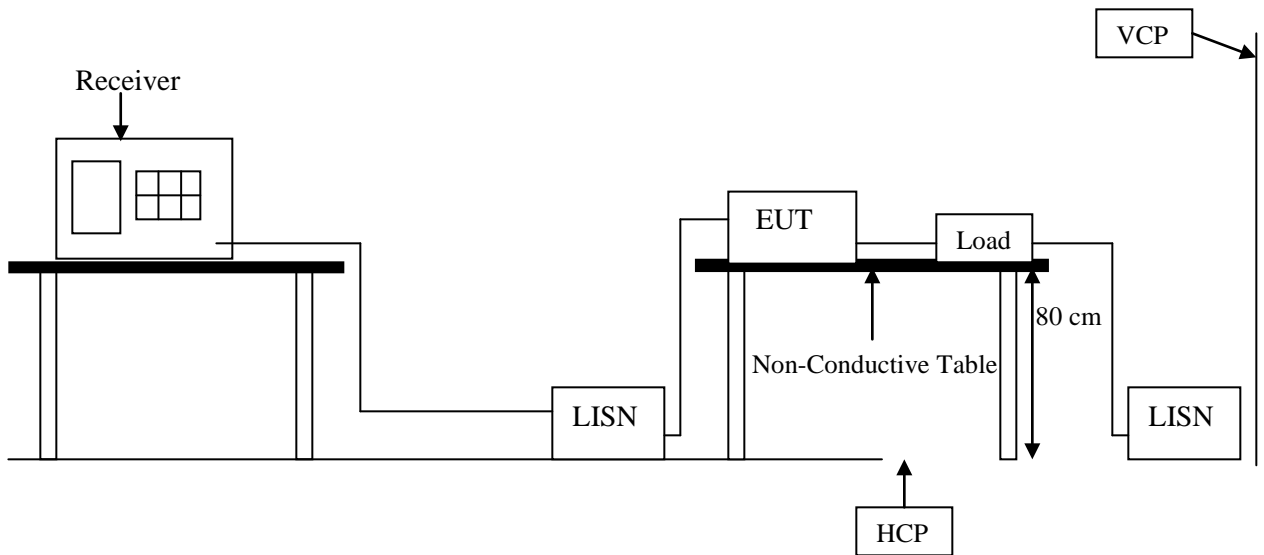 VCP
Receiver
EUT
Load
80 cm
Non-Conductive Table
LISN
LISN
HCP